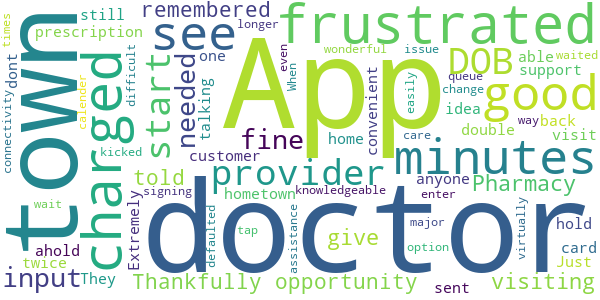 still
remembered
prescription
times
see
frustrated
longer
one
wonderful
issue
waited
even
When
queue
easily
change
town
connectivity
dont
calender
difficult
kicked
charged
start
needed
talking
App
DOB
able
support
good
convenient
home
idea
way
back
double
visit
fine
customer
minutes
care
told
provider
anyone
input
ahold
wait
twice
They
signing
Extremely
hometown
knowledgeable
enter
Pharmacy
doctor
defaulted
tap
assistance
give
major
option
virtually
hold
card
Just
Thankfully
opportunity
sent
visiting